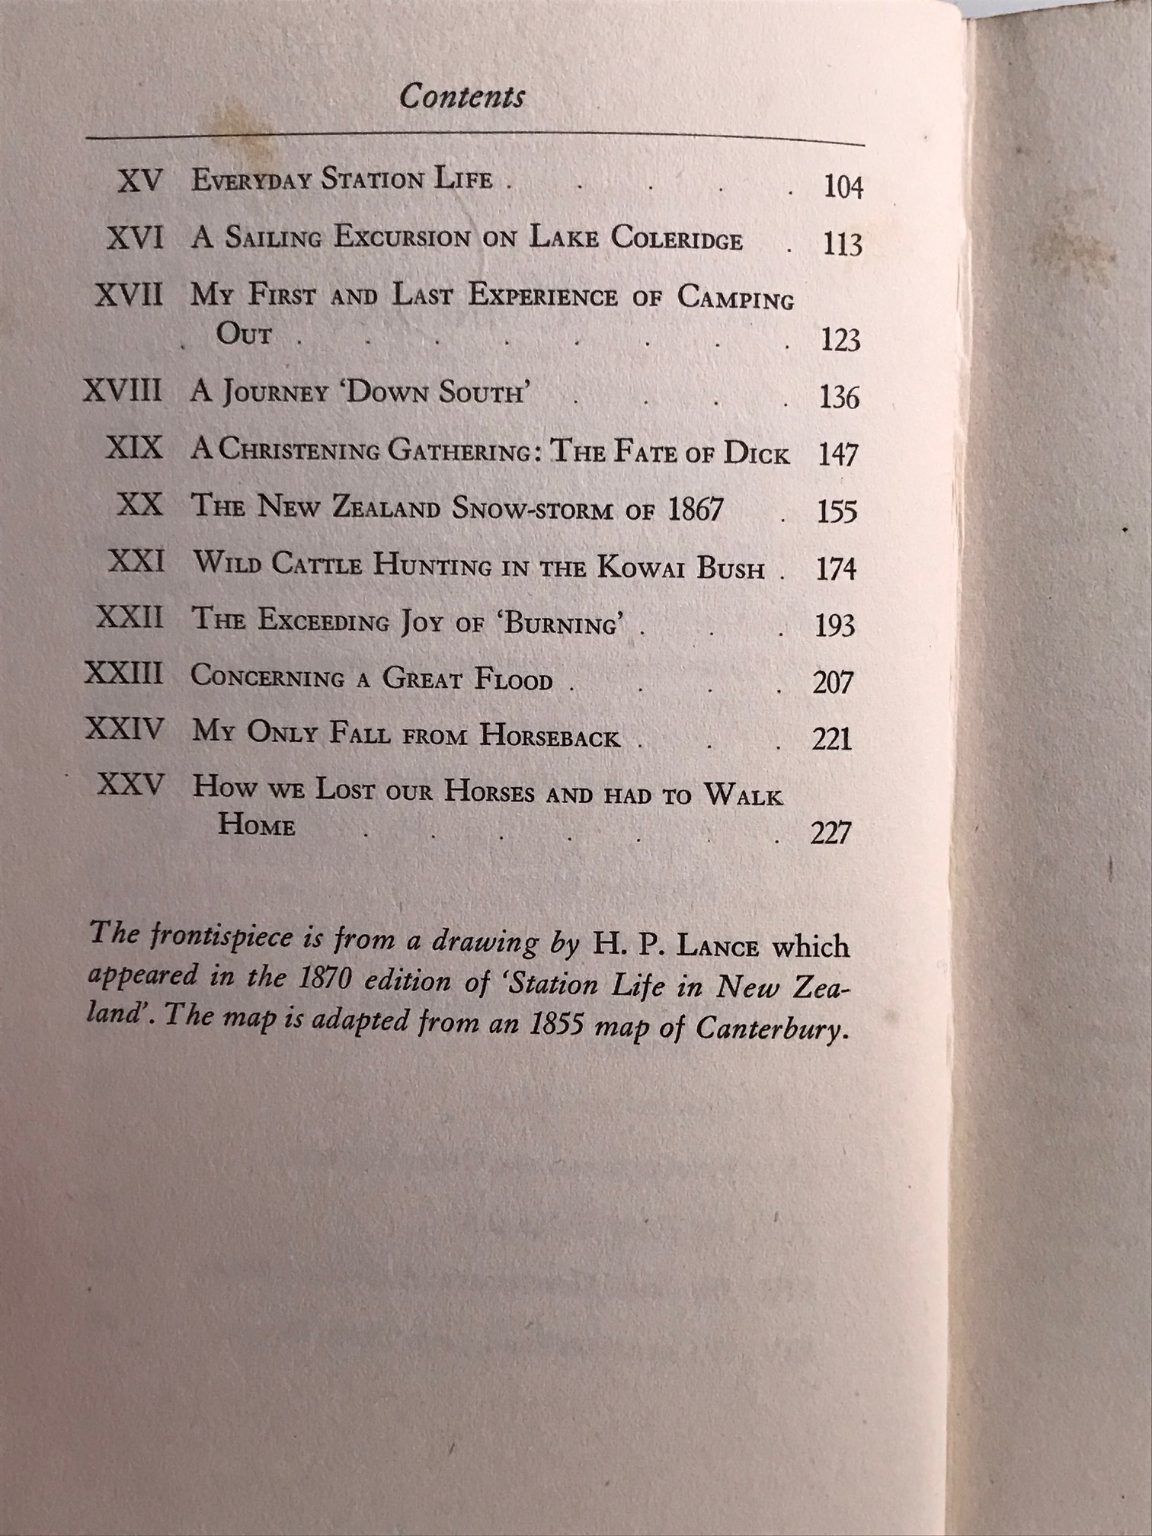 Contents
XV Everyday Station Life . . . . . 104
XVI A Sailing Excursion on Lake Coleridge . 113
XVII My First and Last Experience of Camping
Out . . . . . . . . 123
XVIII A Journey ‘Down South’ . . . . 136
XIX A Christening Gathering: The Fate of Dick 147
XX The New Zealand Snow-storm of 1867 . 155
XXI Wild Cattle Hunting in the Kowai Bush . 174
XXII The Exceeding Joy of ‘Burning’ . . . 193
XXIII Concerning a Great Flood . . . . 207
XXIV My Only Fall from Horseback . . . 221
XXV How we Lost our Horses and had to Walk
Home . . . . . . . 227
The frontispiece is from a drawing by H. P. Lance which
appeared in the 1870 edition of ‘Station Life in New Zea-
land’. The map is adapted from an 1855 map of Canterbury.